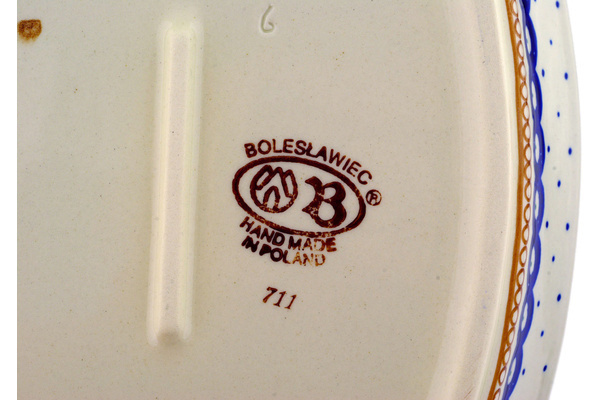 6
BOLESŁAWIEC
B ®
HAND MADE
IN POLAND
711